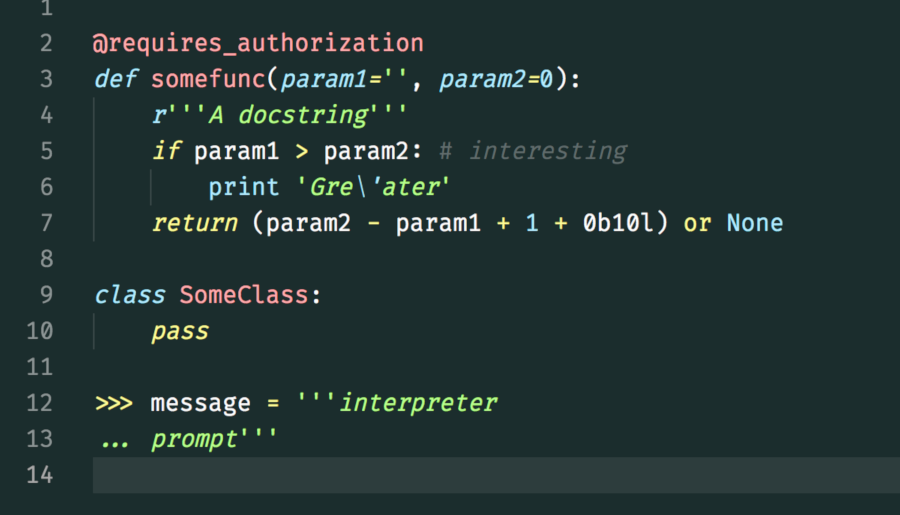 1
2 @requires_authorization
3 def somefunc(param1='', param2=0):
4     r'''A docstring'''
5     if param1 > param2: # interesting
6         print 'Gre\'ater'
7     return (param2 - param1 + 1 + 0b10l) or None
8
9 class SomeClass:
10     pass
11
12 >>> message = '''interpreter
13 ... prompt'''
14